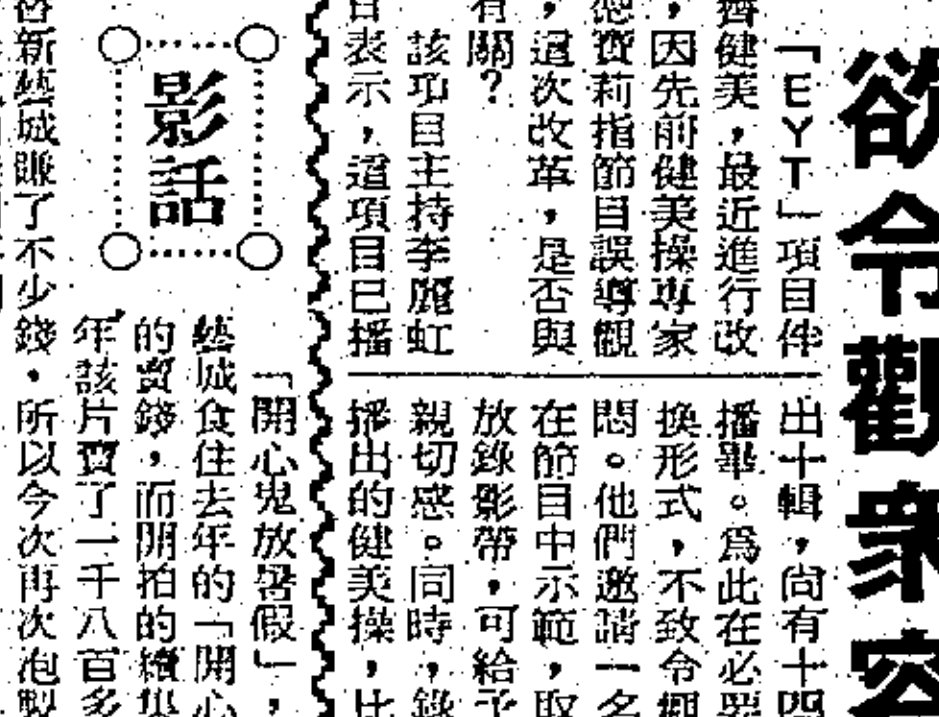 欲令觀衆容
「EYT」項目伴
齊健美，最近進行改
，因先前健美操專家
寶莉指節目誤導觀
，這次改革，是否與
有關？
該項目主持李麗虹
表示，這項目已播
出十輯，尚有十四
播畢。爲此在必要
換形式，不致令觀
悶。他們邀請一名
在節目中示範，取
放錄影帶，可給予
親切感。同時，錄
播出的健美操，比
影話
「開心鬼放暑假」，
藝城食住去年的「開心
的賣錢，而開拍的續集
年該片賣了一千八百多
新藝城賺了不少錢。所以今次再次泡製